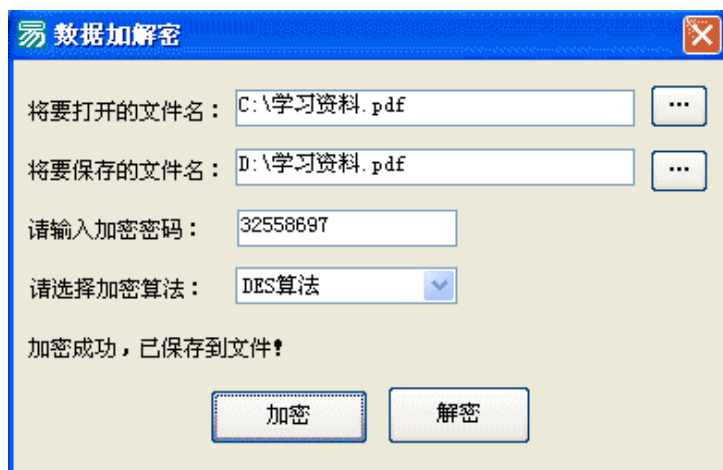 易 数据加解密
将要打开的文件名： C:\学习资料.pdf ...
将要保存的文件名： D:\学习资料.pdf ...
请输入加密密码： 32558697
请选择加密算法： DES算法
加密成功，已保存到文件！
加密 解密